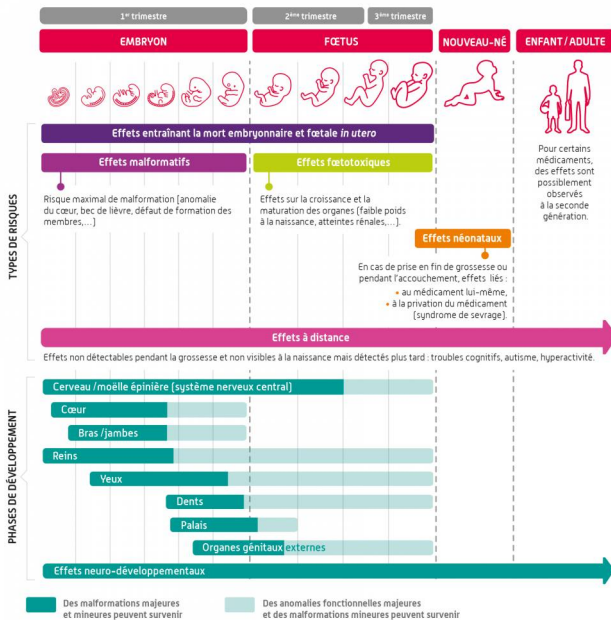 1er trimestre
2ème trimestre
3ème trimestre
EMBRYON
FŒTUS
NOUVEAU-NÉ
ENFANT / ADULTE
TYPES DE RISQUES
Effets entraînant la mort embryonnaire et fœtale in utero
Effets malformatifs
Effets fœtotoxiques
Risque maximal de malformation (anomalie
du cœur, bec de lièvre, défaut de formation des
membres,...)
Effets sur la croissance et la
maturation des organes (faible poids
à la naissance, atteintes rénales,...).
Pour certains
médicaments,
des effets sont
possiblement
observés
à la seconde
génération.
Effets néonataux
En cas de prise en fin de grossesse ou
pendant l'accouchement, effets liés :
• au médicament lui-même,
• à la privation du médicament
(syndrome de sevrage).
Effets à distance
Effets non détectables pendant la grossesse et non visibles à la naissance mais détectés plus tard : troubles cognitifs, autisme, hyperactivité.
PHASES DE DÉVELOPPEMENT
Cerveau /moëlle épinière (système nerveux central)
Cœur
Bras /jambes
Reins
Yeux
Dents
Palais
Organes génitaux externes
Effets neuro-développementaux
Des malformations majeures
et mineures peuvent survenir
Des anomalies fonctionnelles majeures
et des malformations mineures peuvent survenir